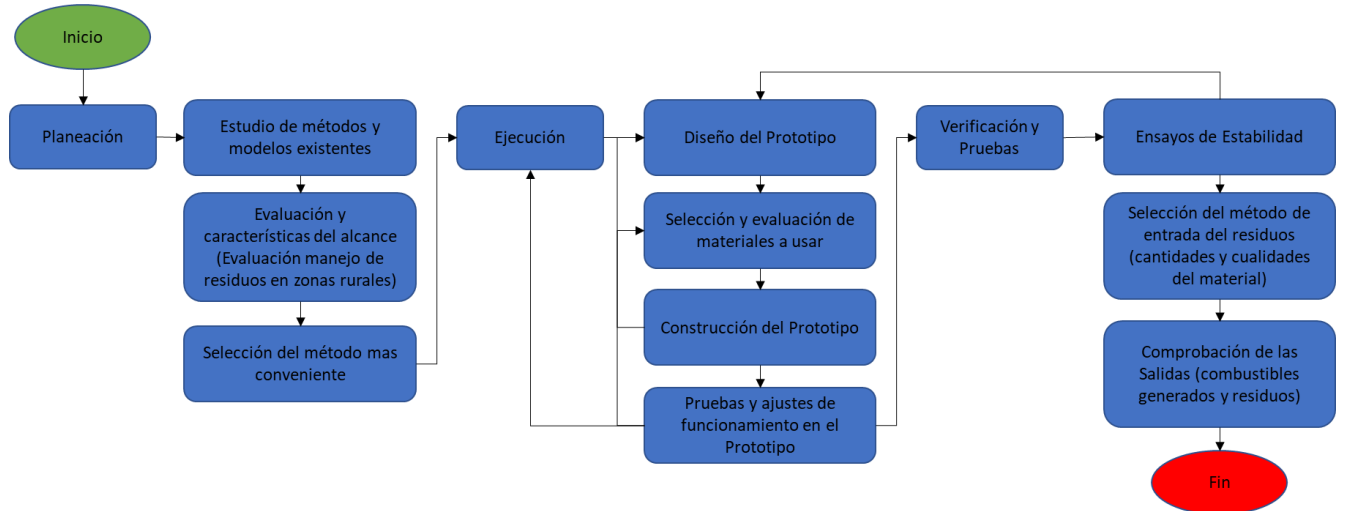 Inicio
Planeación
Estudio de métodos y
modelos existentes
Evaluación y
características del alcance
(Evaluación manejo de
residuos en zonas rurales)
Selección del método mas
conveniente
Ejecución
Diseño del Prototipo
Selección y evaluación de
materiales a usar
Construcción del Prototipo
Pruebas y ajustes de
funcionamiento en el
Prototipo
Verificación y
Pruebas
Ensayos de Estabilidad
Selección del método de
entrada del residuos
(cantidades y cualidades
del material)
Comprobación de las
Salidas (combustibles
generados y residuos)
Fin